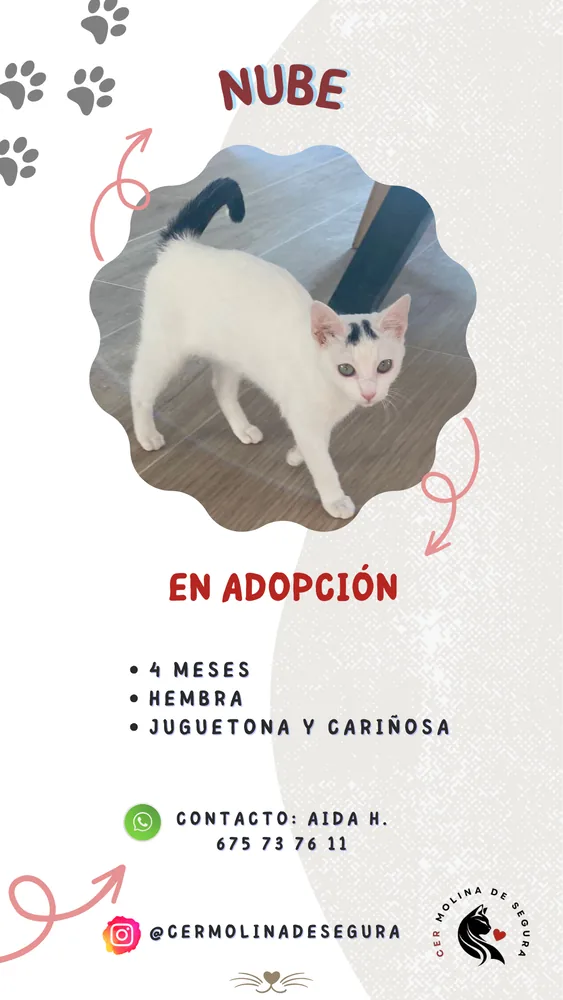 NUBE
EN ADOPCIÓN
• 4 MESES
• HEMBRA
• JUGUETONA Y CARIÑOSA
CONTACTO: AIDA H.
675 73 76 11
@CERMOLINADESEGURA
CER MOLINA DE SEGURA